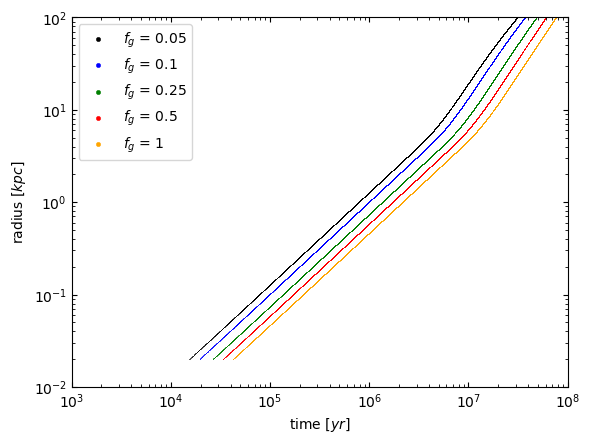 10²
10¹
10⁰
10⁻¹
10⁻²
radius [kpc]
f_g = 0.05
f_g = 0.1
f_g = 0.25
f_g = 0.5
f_g = 1
10³ 10⁴ 10⁵ 10⁶ 10⁷ 10⁸
time [yr]